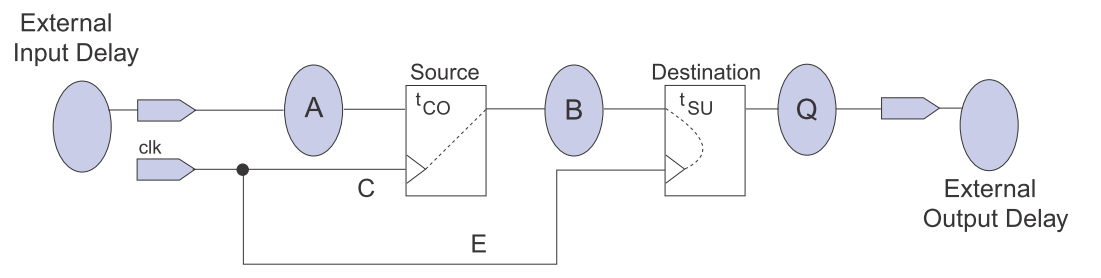 External
Input Delay
clk
A
C
Source
tCO
B
E
Destination
tSU
Q
External
Output Delay